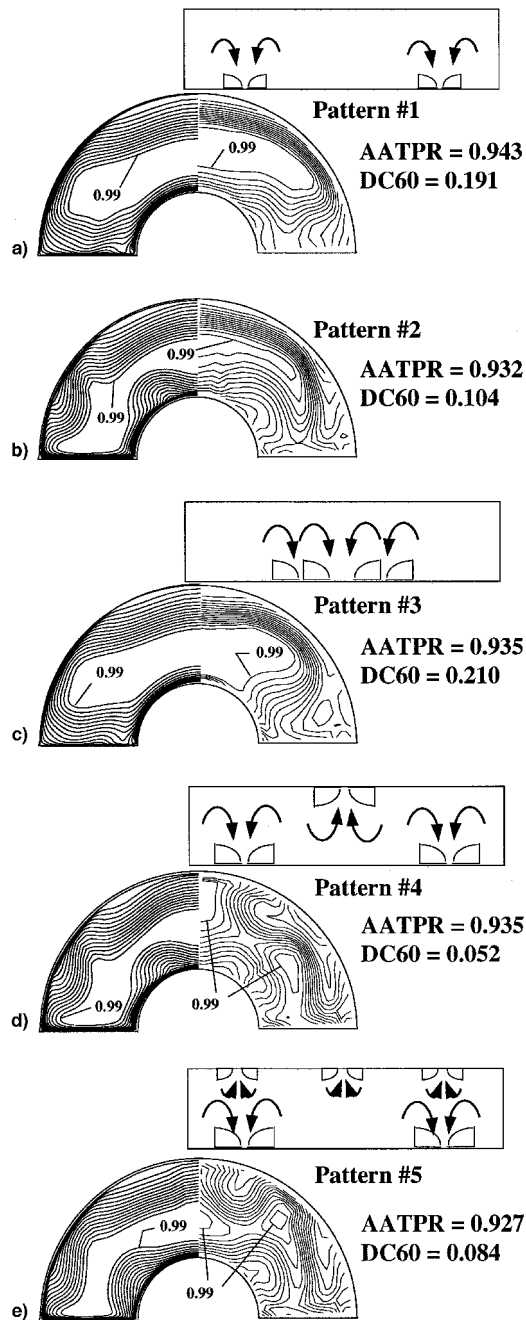 Pattern #1
0.99
AATPR = 0.943
DC60 = 0.191
0.99
a)
Pattern #2
0.99
AATPR = 0.932
DC60 = 0.104
0.99
b)
Pattern #3
AATPR = 0.935
0.99
DC60 = 0.210
0.99
c)
Pattern #4
AATPR = 0.935
DC60 = 0.052
0.99
0.99
d)
Pattern #5
AATPR = 0.927
0.99
DC60 = 0.084
0.99
e)